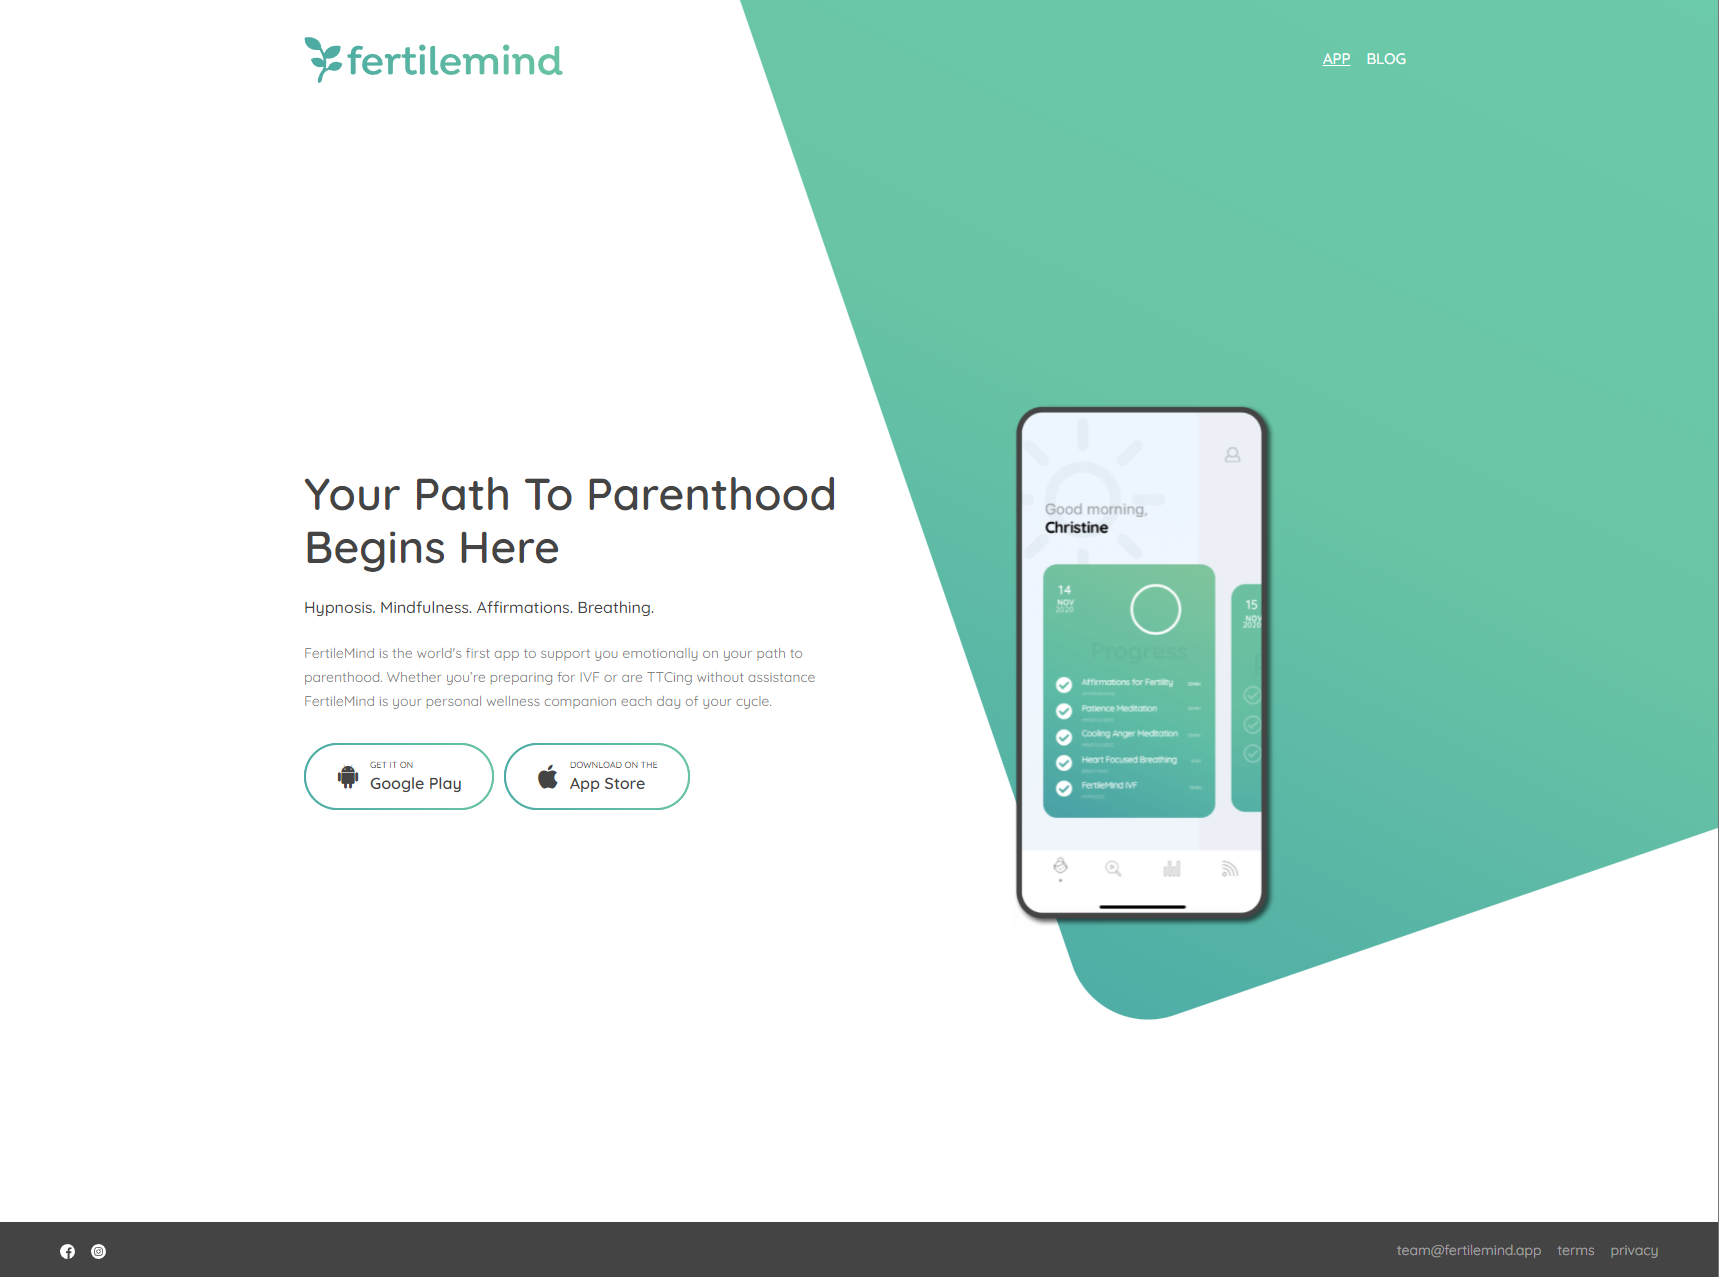 fertilemind
APP BLOG
Your Path To Parenthood
Begins Here
Hypnosis. Mindfulness. Affirmations. Breathing.
FertileMind is the world's first app to support you emotionally on your path to
parenthood. Whether you're preparing for IVF or are TTCing without assistance
FertileMind is your personal wellness companion each day of your cycle.
GET IT ON
Google Play
DOWNLOAD ON THE
App Store
Good morning,
Christine
14
NOV
2020
Progress
Affirmations for Fertility
Patience Meditation
Cooling Anger Meditation
Heart Focused Breathing
FertileMind IVF
15
NOV
2020
team@fertilemind.app terms privacy